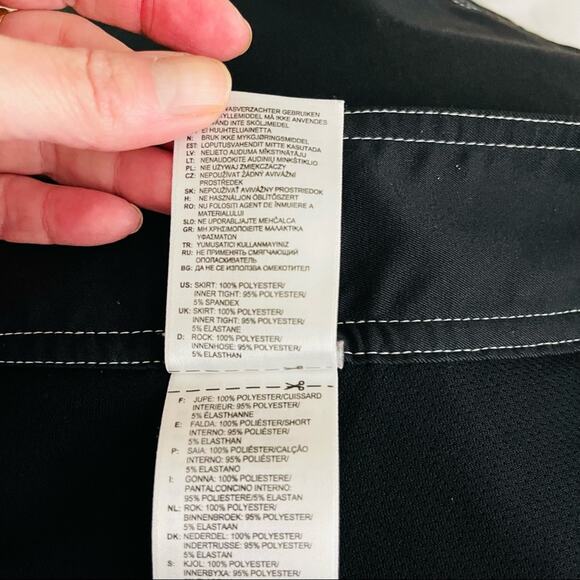 WASVERZACHTER GEBRUIKEN
SKYLLEMIDDEL MÅ IKKE ANVENDES
ANVAND INTE SKÖLJMEDEL
EI HUUHTELUAINETTA
N: BRUK IKKE MYKGJØRINGSMIDDEL
EST: LOPUTUSVAHENDIT MITTE KASUTADA
LV: NELIETO AUDUMA MĪKSTINĀTĀJU
LT: NENAUDOKITE AUDINIŲ MINKŠTIKLIO
PL: NIE UŻYWAJ ZMIĘKCZACZY
CZ: NEPOUŽÍVAT ŽÁDNÝ AVIVÁŽNÍ
PROSTŘEDEK
SK: NEPOUŽÍVAŤ AVIVÁŽNY PROSTRIEDOK
H: NE HASZNÁLJON ÖBLÍTŐSZERT
RO: NU FOLOSITI AGENT DE ÎNMUIERE A
MATERIALULUI
SLO: NE UPORABLJAJTE MEHČALCA
GR: ΜΗ ΧΡΗΣΙΜΟΠΟΙΕΙΤΕ ΜΑΛΑΚΤΙΚΑ
ΥΦΑΣΜΑΤΩΝ
TR: YUMUŞATICI KULLANMAYINIZ
RU: НЕ ПРИМЕНЯТЬ СМЯГЧАЮЩИЙ
ОПОЛАСКИВАТЕЛЬ
BG: ДА НЕ СЕ ИЗПОЛЗВА ОМЕКОТИТЕЛ
US: SKIRT: 100% POLYESTER/
INNER TIGHT: 95% POLYESTER/
5% SPANDEX
UK: SKIRT: 100% POLYESTER/
INNER TIGHT: 95% POLYESTER/
5% ELASTANE
D: ROCK: 100% POLYESTER/
INNENHOSE: 95% POLYESTER/
5% ELASTHAN
F: JUPE: 100% POLYESTER/CUISSARD
INTERIEUR: 95% POLYESTER/
5% ÉLASTHANNE
E: FALDA: 100% POLIÉSTER/SHORT
INTERNO: 95% POLIÉSTER/
5% ELASTHAN
P: SAIA: 100% POLIÉSTER/CALÇÃO
INTERNO: 95% POLIÉSTER/
5% ELASTANO
I: GONNA: 100% POLIESTERE/
PANTALONCINO INTERNO:
95% POLIESTERE/5% ELASTAN
NL: ROK: 100% POLYESTER/
BINNENBROEK: 95% POLYESTER/
5% ELASTAAN
DK: NEDERDEL: 100% POLYESTER/
INDERTRUSSE: 95% POLYESTER/
5% ELASTAN
S: KJOL: 100% POLYESTER/
INNERBYXA: 95% POLYESTER/